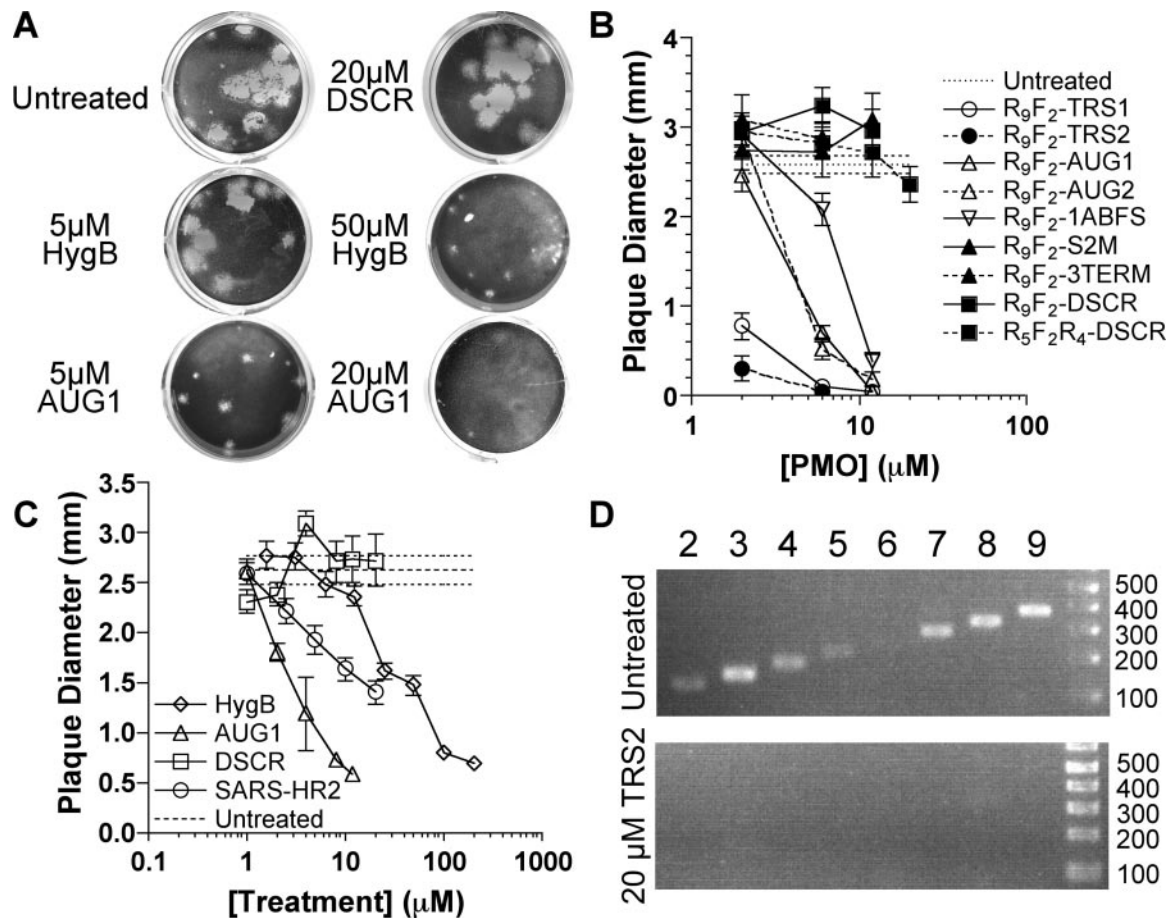 A
Untreated
20µM
DSCR
5µM
HygB
50µM
HygB
5µM
AUG1
20µM
AUG1
B
Plaque Diameter (mm)
4
3
2
1
0
1
10
100
[PMO] (µM)
Untreated
R9F2-TRS1
R9F2-TRS2
R9F2-AUG1
R9F2-AUG2
R9F2-1ABFS
R9F2-S2M
R9F2-3TERM
R9F2-DSCR
R5F2R4-DSCR
C
Plaque Diameter (mm)
3.5
3.0
2.5
2.0
1.5
1.0
0.5
0.0
0.1
1
10
100
1000
[Treatment] (µM)
HygB
AUG1
DSCR
SARS-HR2
Untreated
D
2 3 4 5 6 7 8 9
Untreated
500
400
300
200
100
20 µM TRS2
500
400
300
200
100